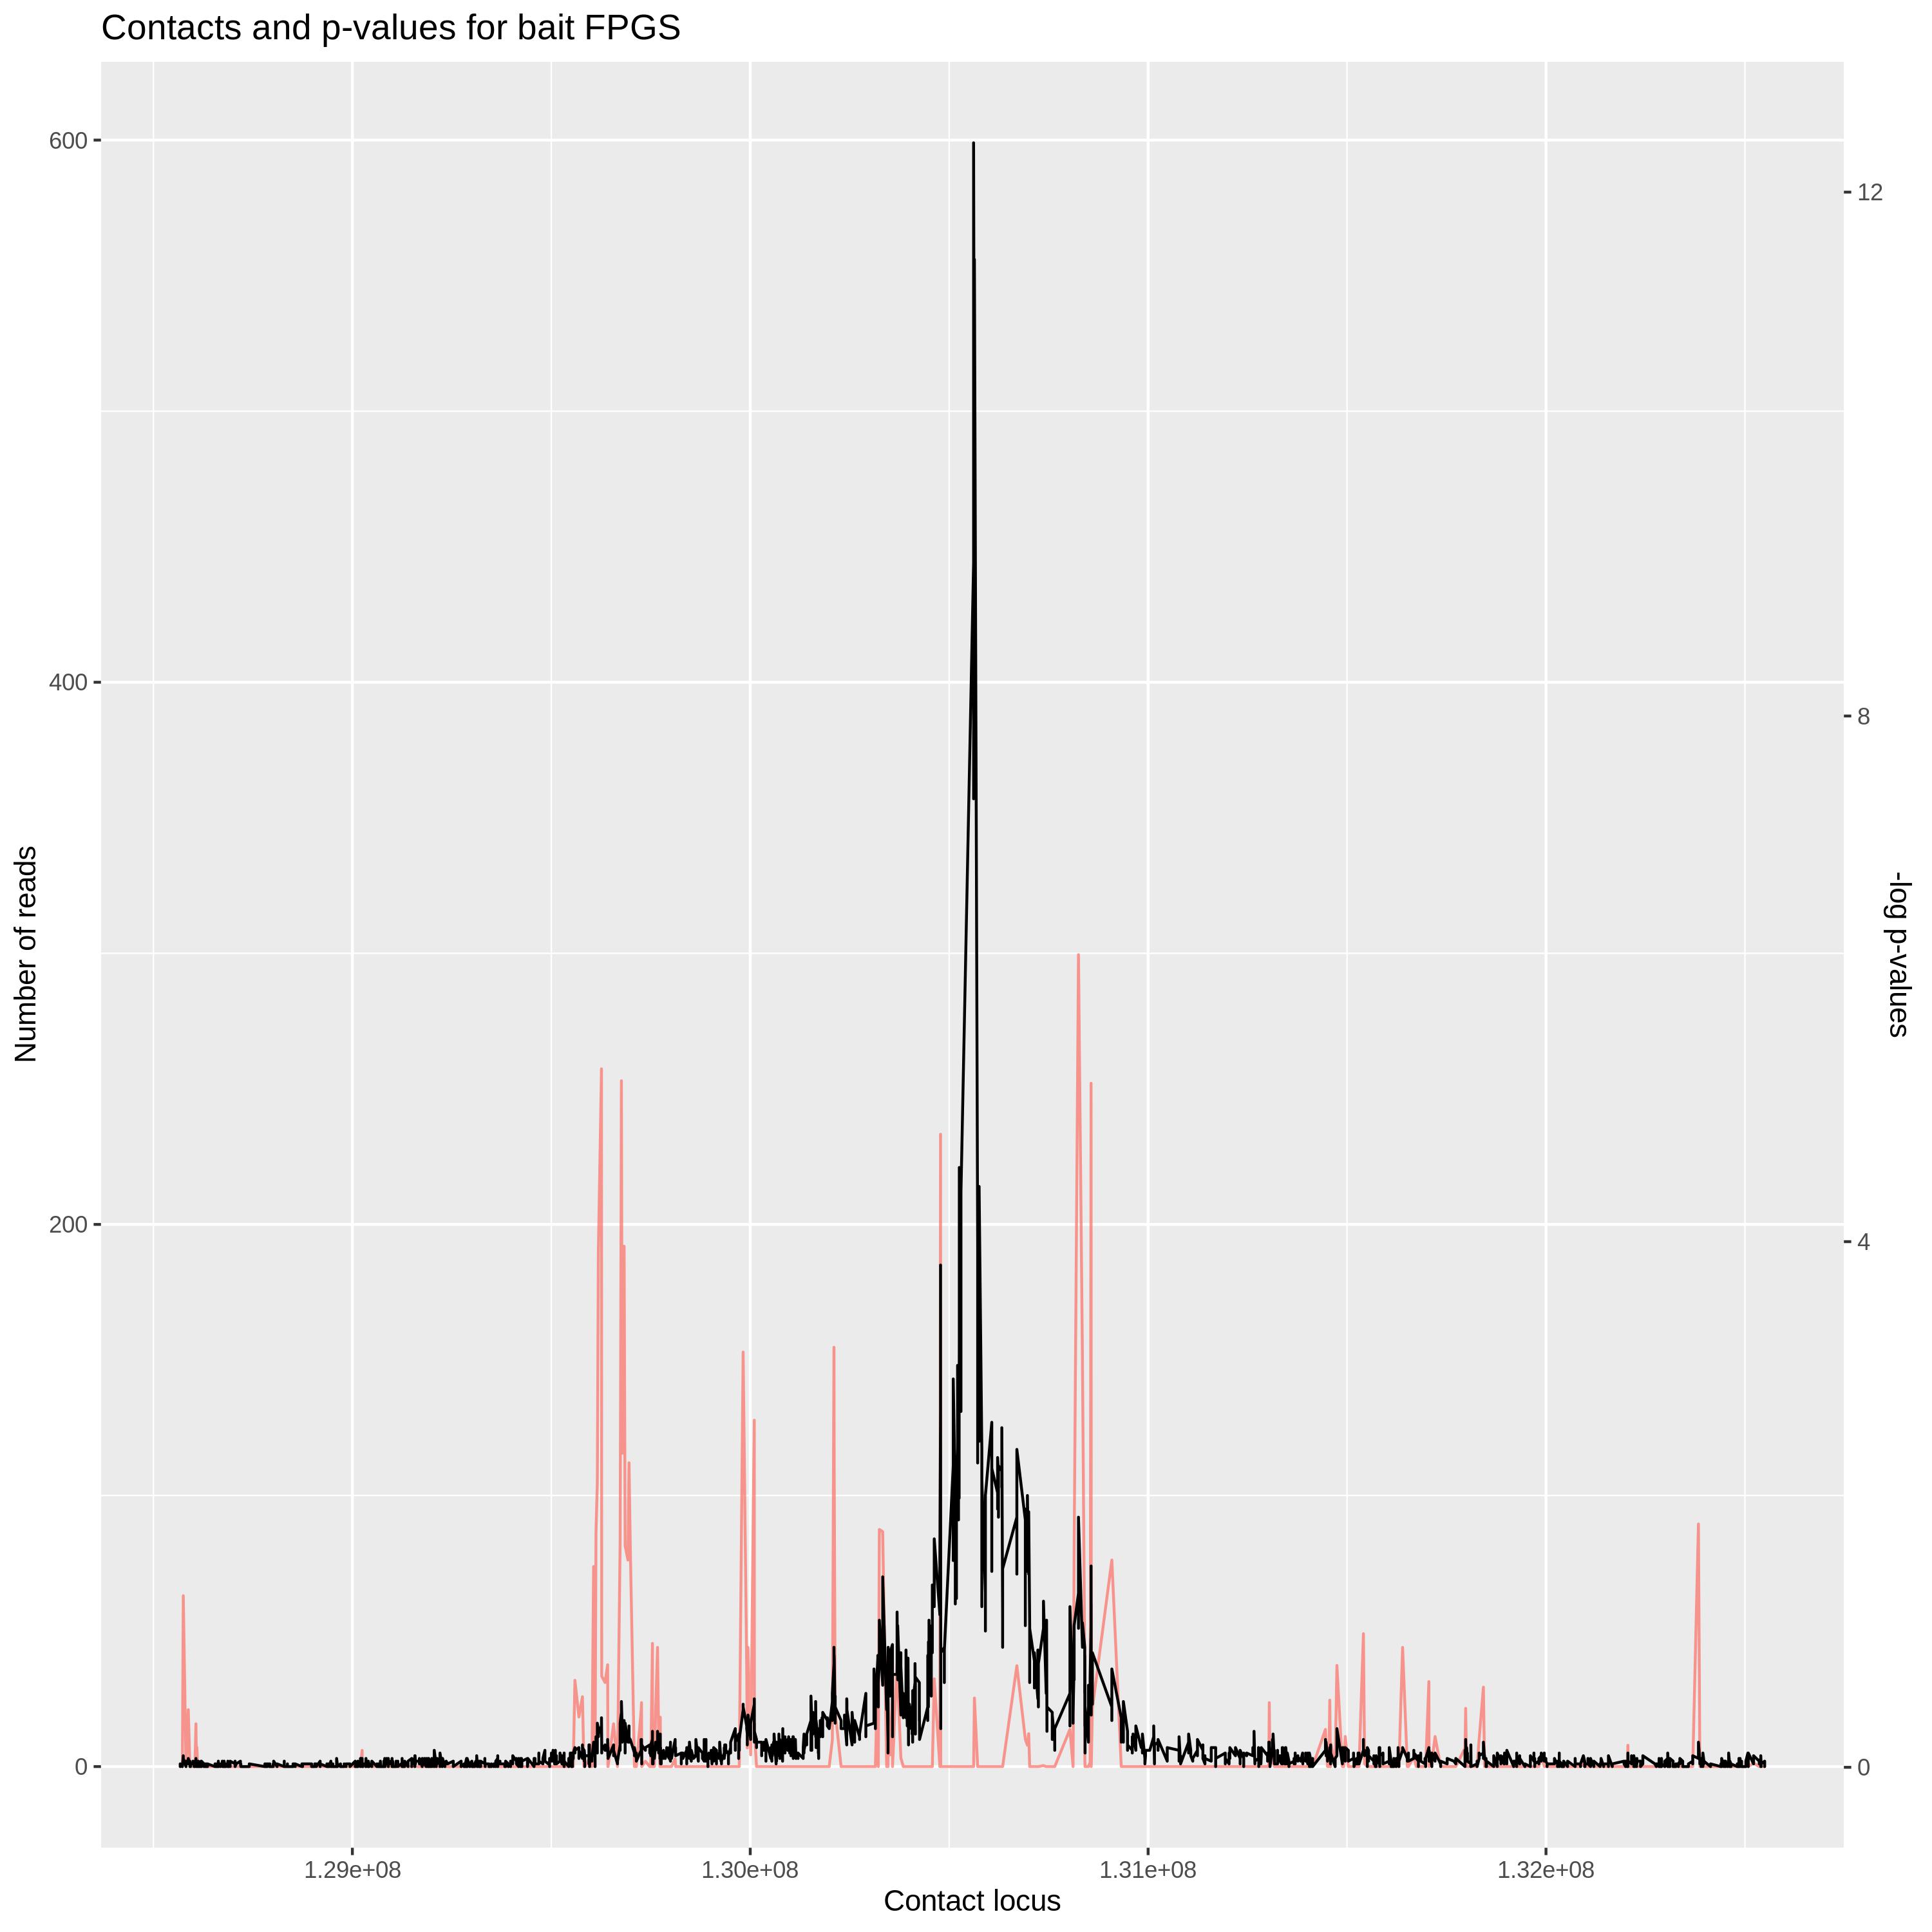 Contacts and p-values for bait FPGS
600
400
200
0
12
8
4
0
Number of reads
-log p-values
1.29e+08
1.30e+08
1.31e+08
1.32e+08
Contact locus